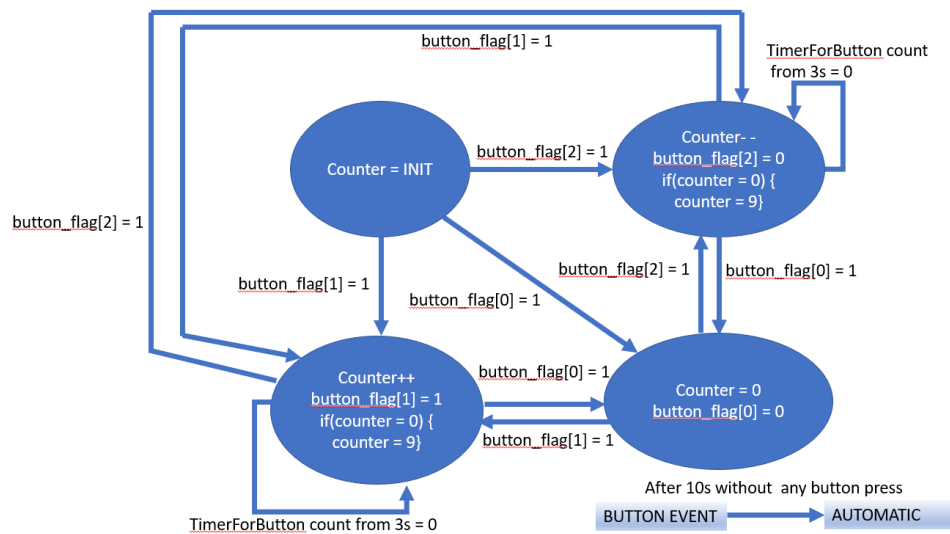 button_flag[1] = 1
TimerForButton count
from 3s = 0
Counter = INIT
button_flag[2] = 1
Counter- -
button_flag[2] = 0
if(counter = 0) {
counter = 9}
button_flag[2] = 1
button_flag[1] = 1
button_flag[0] = 1
button_flag[2] = 1
button_flag[0] = 1
Counter++
button_flag[1] = 1
if(counter = 0) {
counter = 9}
button_flag[0] = 1
button_flag[1] = 1
Counter = 0
button_flag[0] = 0
TimerForButton count from 3s = 0
After 10s without any button press
BUTTON EVENT
AUTOMATIC